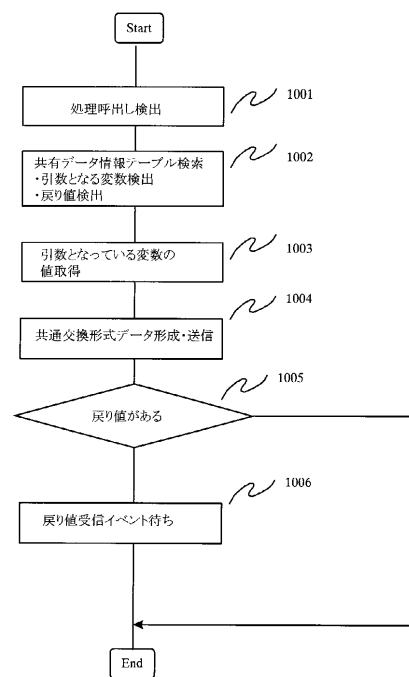 Start
処理呼出し検出
1001
共有データ情報テーブル検索
・引数となる変数検出
・戻り値検出
1002
引数となっている変数の
値取得
1003
共通交換形式データ形成・送信
1004
戻り値がある
1005
戻り値受信イベント待ち
1006
End